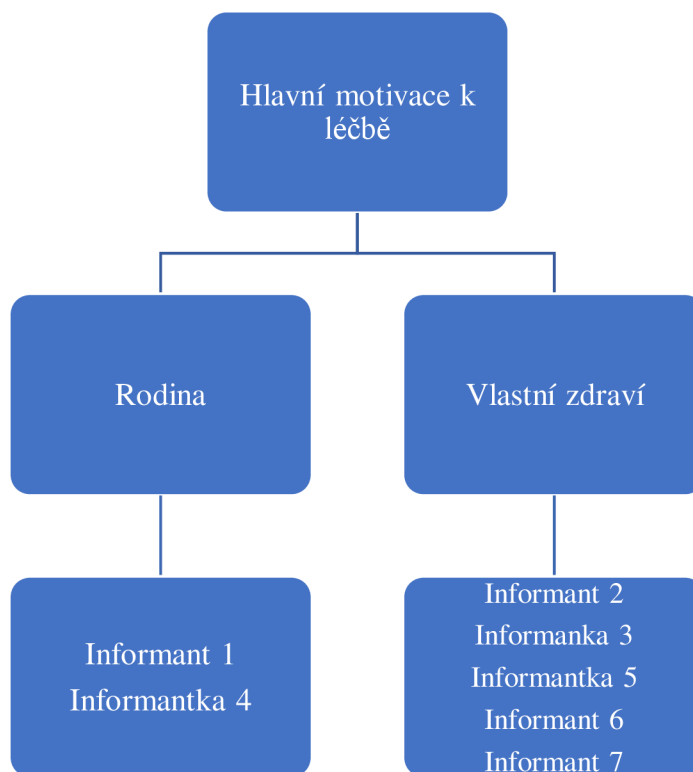 Hlavní motivace k
léčbě
Rodina
Vlastní zdraví
Informant 1
Informantka 4
Informant 2
Informanka 3
Informantka 5
Informant 6
Informant 7